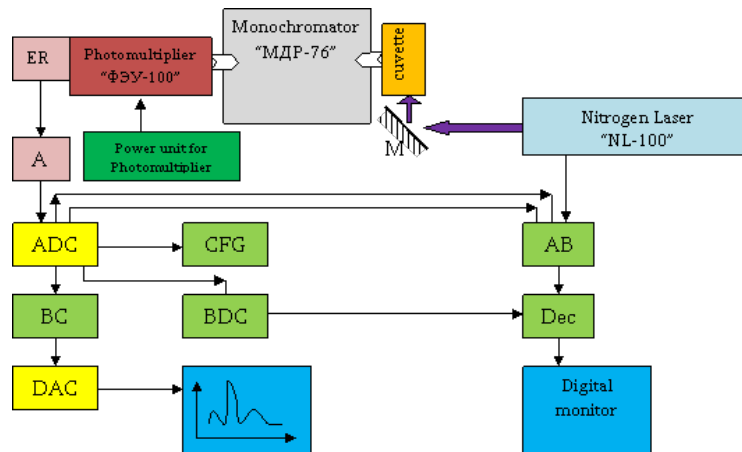 ER
Photomultiplier
“ФЭУ-100”
Monochromator
“МДР-76”
cuvette
Nitrogen Laser
“NL-100”
M
A
Power unit for
Photomultiplier
ADC
CFG
AB
BC
BDC
Dec
DAC
Digital
monitor